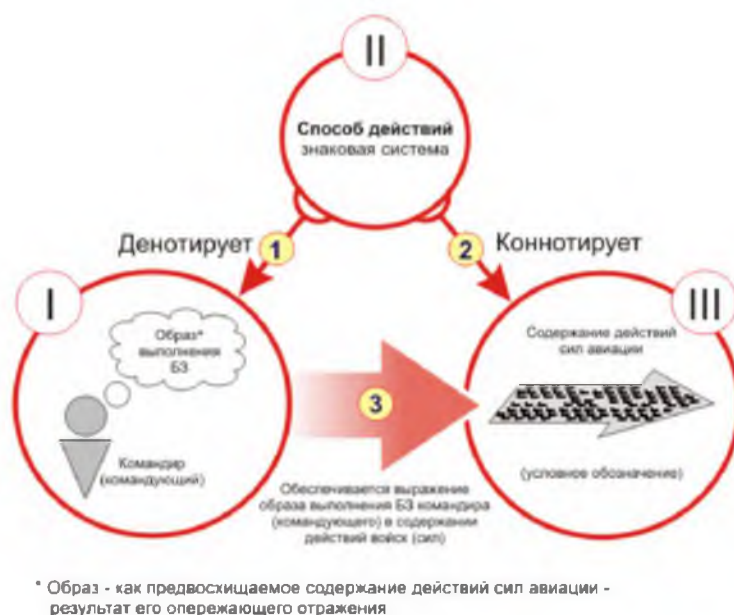 II
Способ действий
знаковая система
Денотирует 1
2 Коннотирует
I
III
Образ*
выполнения
БЗ
Содержание действий
сил авиации
3
Командир
(командующий)
(условное обозначение)
Обеспечивается выражение
образа выполнения БЗ командира
(командующего) в содержании
действий войск (сил)
* Образ - как предвосхищаемое содержание действий сил авиации -
результат его опережающего отражения